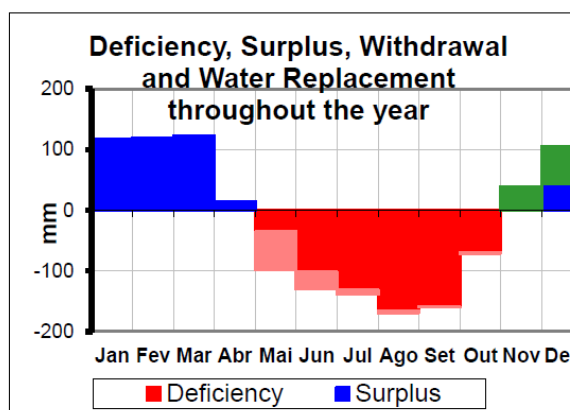 Deficiency, Surplus, Withdrawal
and Water Replacement
throughout the year
200
100
0
-100
-200
mm
Jan Fev Mar Abr Mai Jun Jul Ago Set Out Nov De
Deficiency Surplus